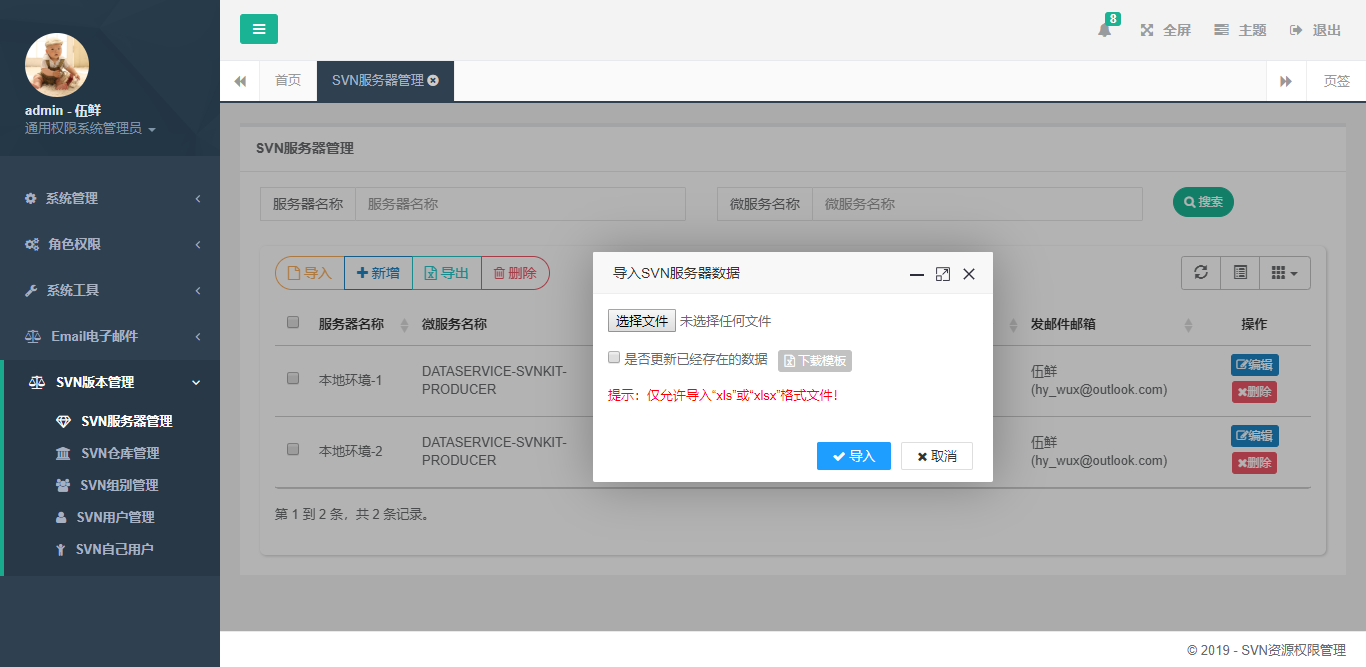 8
全屏
主题
退出
admin - 伍鲜
通用权限系统管理员
首页
SVN服务器管理
页签
系统管理
角色权限
系统工具
Email电子邮件
SVN版本管理
SVN服务器管理
SVN仓库管理
SVN组别管理
SVN用户管理
SVN自己用户
SVN服务器管理
服务器名称
服务器名称
微服务名称
微服务名称
搜索
导入
新增
导出
删除
服务器名称
微服务名称
发邮件邮箱
操作
本地环境-1
DATASERVICE-SVNKIT-
PRODUCER
伍鲜
(hy_wux@outlook.com)
编辑
删除
本地环境-2
DATASERVICE-SVNKIT-
PRODUCER
伍鲜
(hy_wux@outlook.com)
编辑
删除
第 1 到 2 条，共 2 条记录。
导入SVN服务器数据
选择文件 未选择任何文件
是否更新已经存在的数据
下载模板
提示：仅允许导入“xls”或“xlsx”格式文件！
导入
取消
© 2019 - SVN资源权限管理